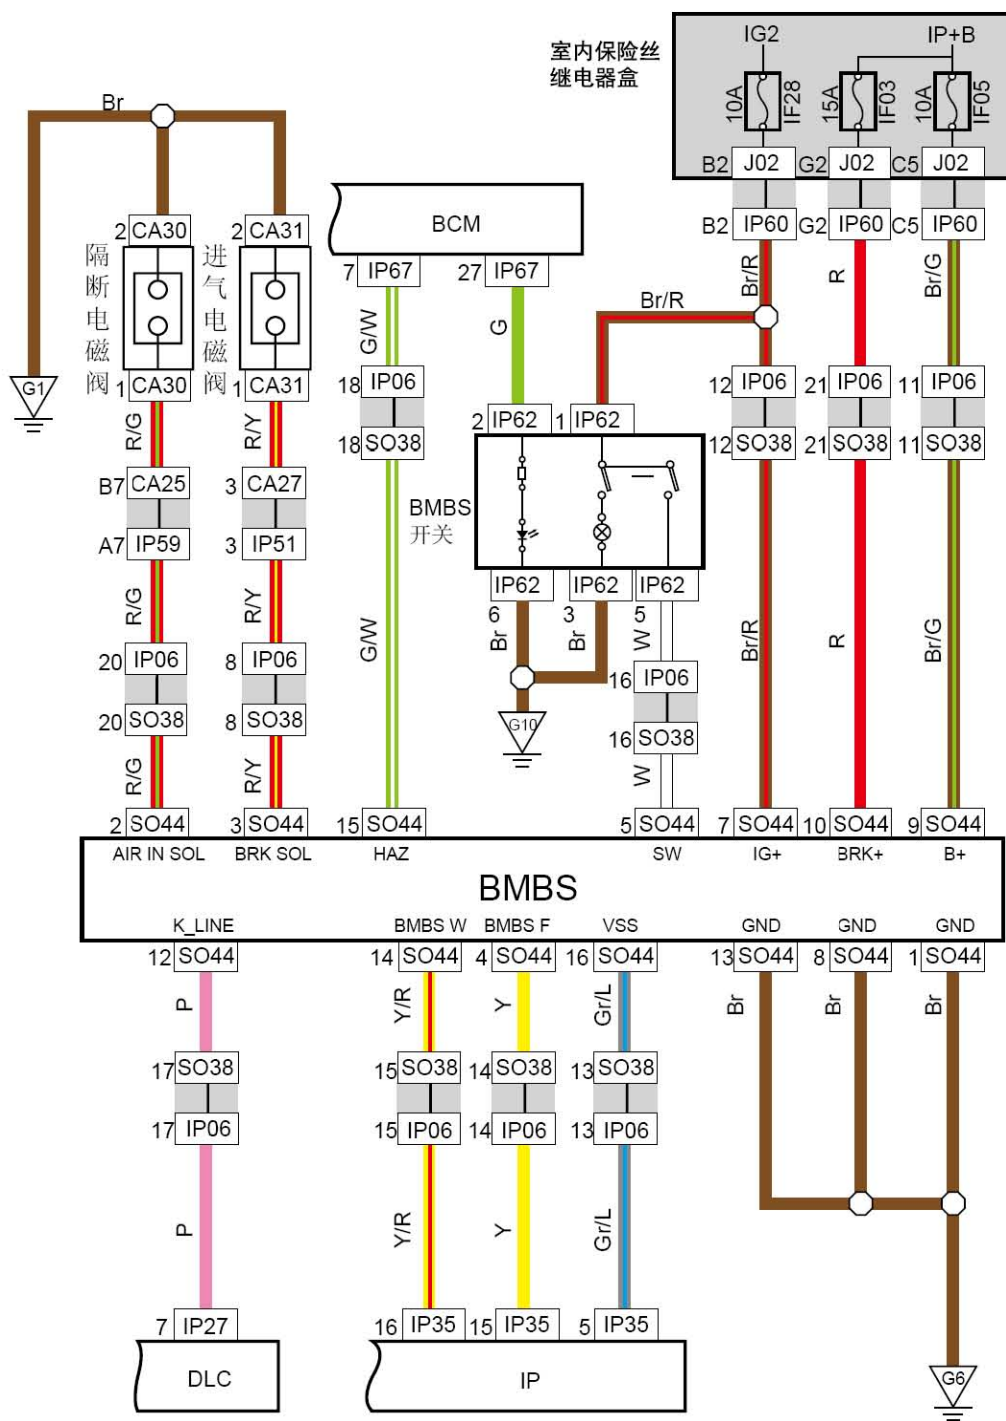 室内保险丝
继电器盒
IG2
IP+B
10A
IF28
15A
IF03
10A
IF05
B2 J02
G2 J02
C5 J02
B2 IP60
G2 IP60
C5 IP60
Br
2 CA30
2 CA31
隔断电磁阀
进气电磁阀
G1
1 CA30
1 CA31
BCM
7 IP67
27 IP67
G/W
G
Br/R
Br/R
R
Br/G
R/G
R/Y
18 IP06
18 SO38
12 IP06
21 IP06
11 IP06
12 SO38
21 SO38
11 SO38
2 IP62
1 IP62
BMBS
开关
B7 CA25
3 CA27
A7 IP59
3 IP51
IP62
IP62
IP62
6
3
5
R/G
R/Y
G/W
Br
Br
W
Br/R
R
Br/G
20 IP06
8 IP06
16 IP06
20 SO38
8 SO38
G10
16 SO38
R/G
R/Y
W
2 SO44
3 SO44
15 SO44
5 SO44
7 SO44
10 SO44
9 SO44
AIR IN SOL
BRK SOL
HAZ
SW
IG+
BRK+
B+
BMBS
K_LINE
BMBS W
BMBS F
VSS
GND
GND
GND
12 SO44
14 SO44
4 SO44
16 SO44
13 SO44
8 SO44
1 SO44
P
Y/R
Y
Gr/L
Br
Br
Br
17 SO38
15 SO38
14 SO38
13 SO38
17 IP06
15 IP06
14 IP06
13 IP06
P
Y/R
Y
Gr/L
7 IP27
16 IP35
15 IP35
5 IP35
DLC
IP
G6